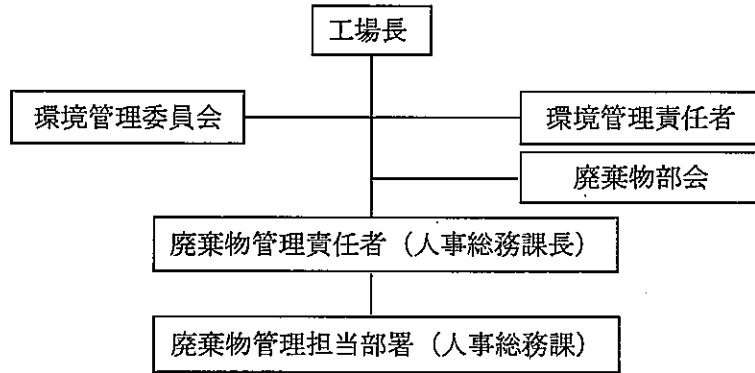 工場長
環境管理委員会
環境管理責任者
廃棄物部会
廃棄物管理責任者（人事総務課長）
廃棄物管理担当部署（人事総務課）